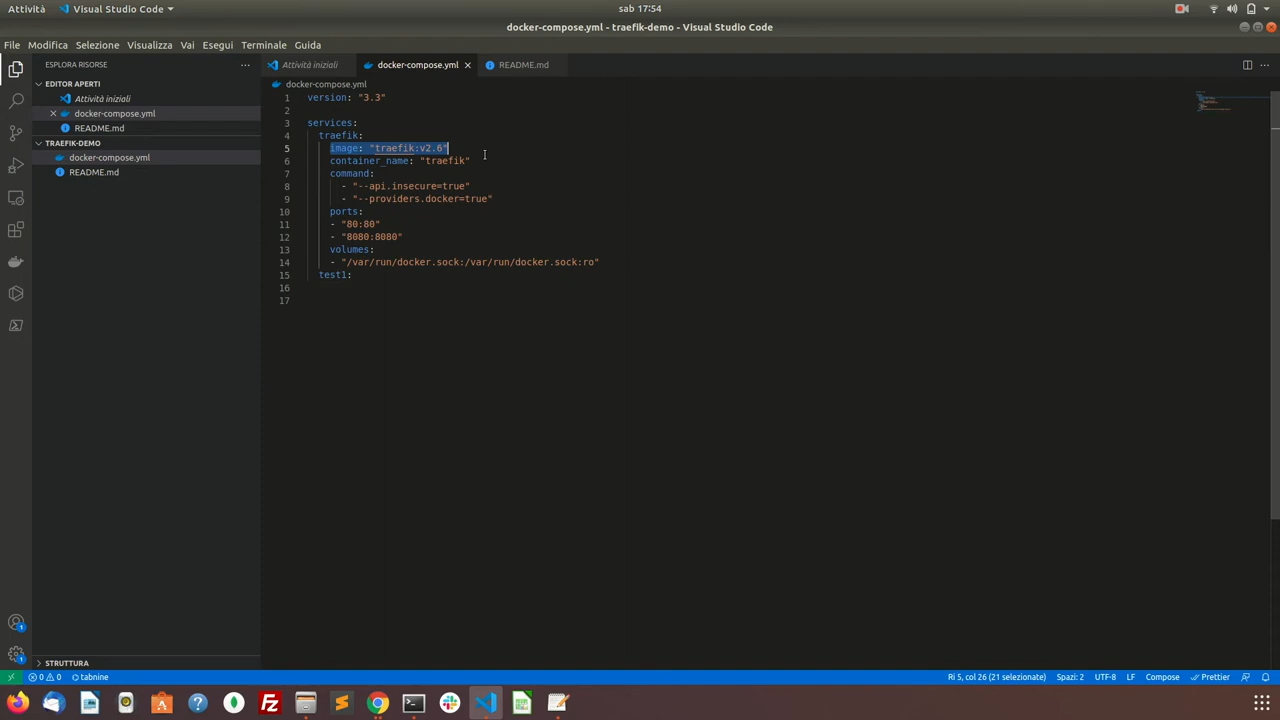 Attività
Visual Studio Code
sab 17:54
docker-compose.yml - traefik-demo - Visual Studio Code
File Modifica Selezione Visualizza Vai Esegui Terminale Guida
ESPLORA RISORSE ···
Attività iniziali
docker-compose.yml
README.md
EDITOR APERTI
Attività iniziali
docker-compose.yml
README.md
TRAEFIK-DEMO
docker-compose.yml
README.md
docker-compose.yml
1 version: "3.3"
2
3 services:
4 traefik:
5 image: "traefik:v2.6"
6 container_name: "traefik"
7 command:
8 - "--api.insecure=true"
9 - "--providers.docker=true"
10 ports:
11 - "80:80"
12 - "8080:8080"
13 volumes:
14 - "/var/run/docker.sock:/var/run/docker.sock:ro"
15 test1:
16
17
1
1
STRUTTURA
0 0 tabnine
Ri 5, col 26 (21 selezionate) Spazi: 2 UTF-8 LF Compose Prettier